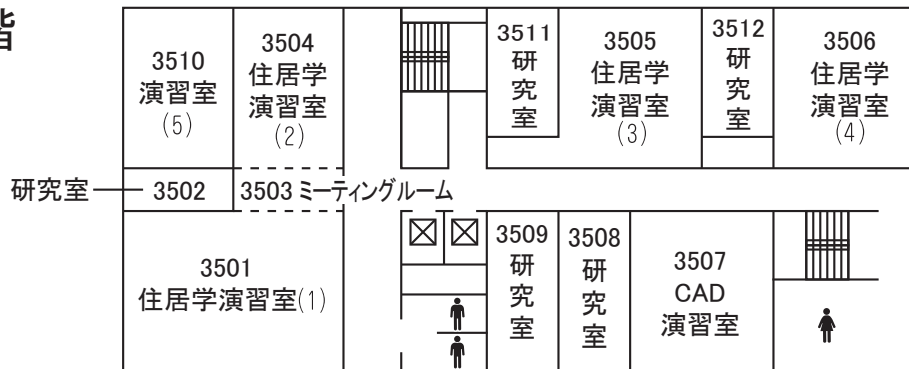 階
3510
演習室
(5)
3504
住居学
演習室
(2)
3511
研
究
室
3505
住居学
演習室
(3)
3512
研
究
室
3506
住居学
演習室
(4)
研究室
3502
3503 ミーティングルーム
3501
住居学演習室(1)
3509
研
究
室
3508
研
究
室
3507
CAD
演習室